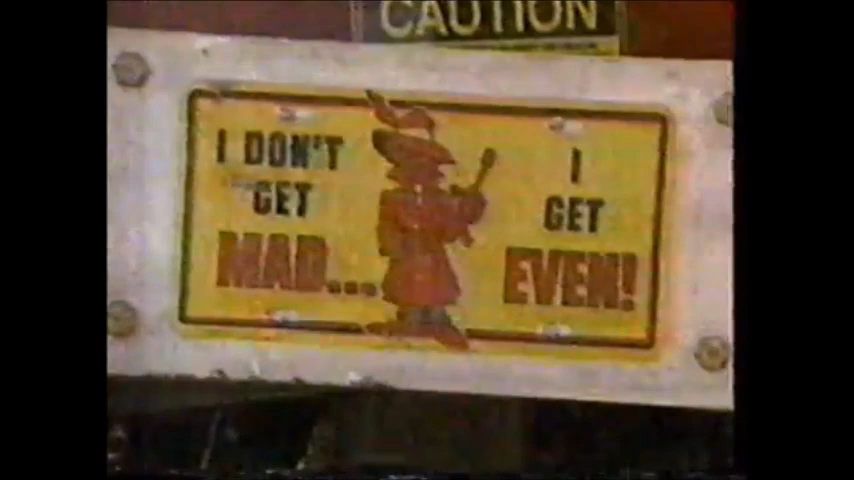 CAUTION
I DON'T
GET
MAD...
I
GET
EVEN!